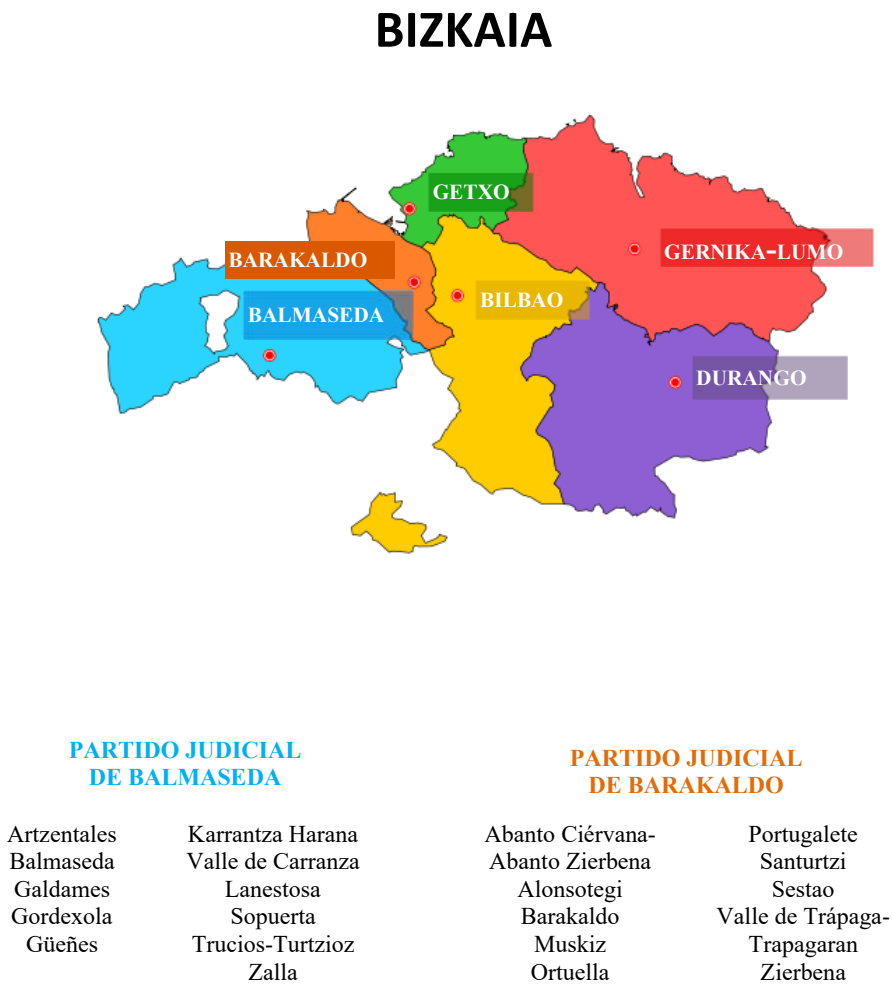 BIZKAIA
GETXO
GERNIKA-LUMO
BARAKALDO
BALMASEDA
BILBAO
DURANGO
PARTIDO JUDICIAL
DE BALMASEDA
Artzentales
Balmaseda
Galdames
Gordexola
Güeñes
Karrantza Harana
Valle de Carranza
Lanestosa
Sopuerta
Trucios-Turtzioz
Zalla
PARTIDO JUDICIAL
DE BARAKALDO
Abanto Ciérvana-
Abanto Zierbena
Alonsotegi
Barakaldo
Muskiz
Ortuella
Portugalete
Santurtzi
Sestao
Valle de Trápaga-
Trapagaran
Zierbena